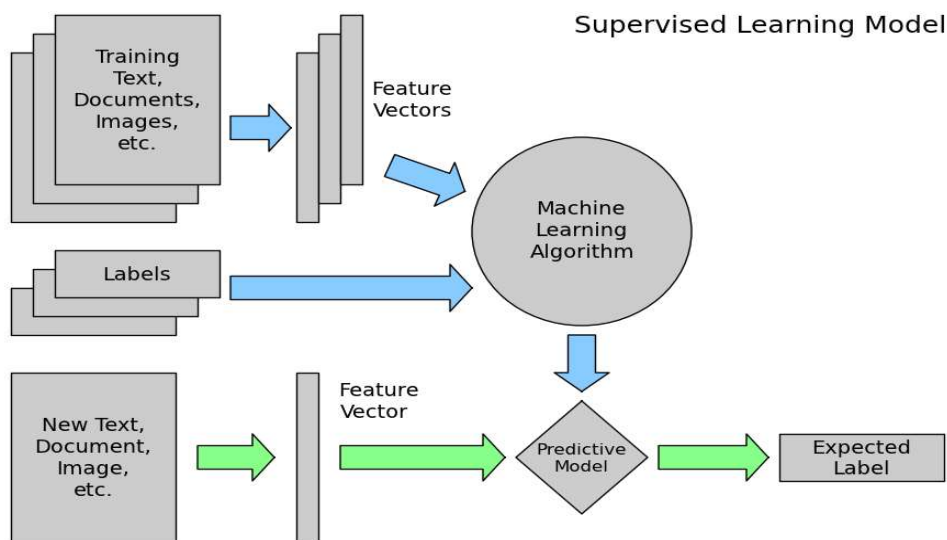 Supervised Learning Model
Training
Text,
Documents,
Images,
etc.
Feature
Vectors
Machine
Learning
Algorithm
Labels
New Text,
Document,
Image,
etc.
Feature
Vector
Predictive
Model
Expected
Label